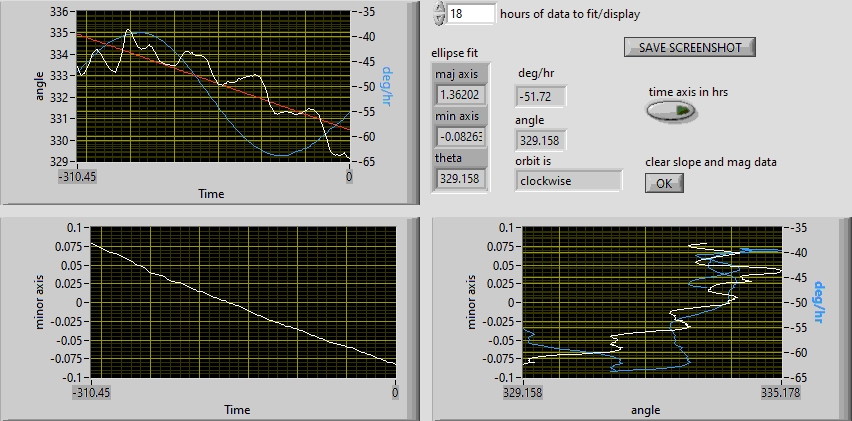 18 hours of data to fit/display
SAVE SCREENSHOT
ellipse fit
maj axis
1.36202
min axis
-0.08263
theta
329.158
deg/hr
-51.72
angle
329.158
orbit is
clockwise
time axis in hrs
clear slope and mag data
OK
336
335
334
333
332
331
330
329
angle
-35
-40
-45
-50
-55
-60
-65
deg/hr
-310.45
0
Time
0.1
0.075
0.05
0.025
0
-0.025
-0.05
-0.075
-0.1
minor axis
-310.45
0
Time
0.1
0.075
0.05
0.025
0
-0.025
-0.05
-0.075
-0.1
minor axis
-35
-40
-45
-50
-55
-60
-65
deg/hr
329.158
335.178
angle